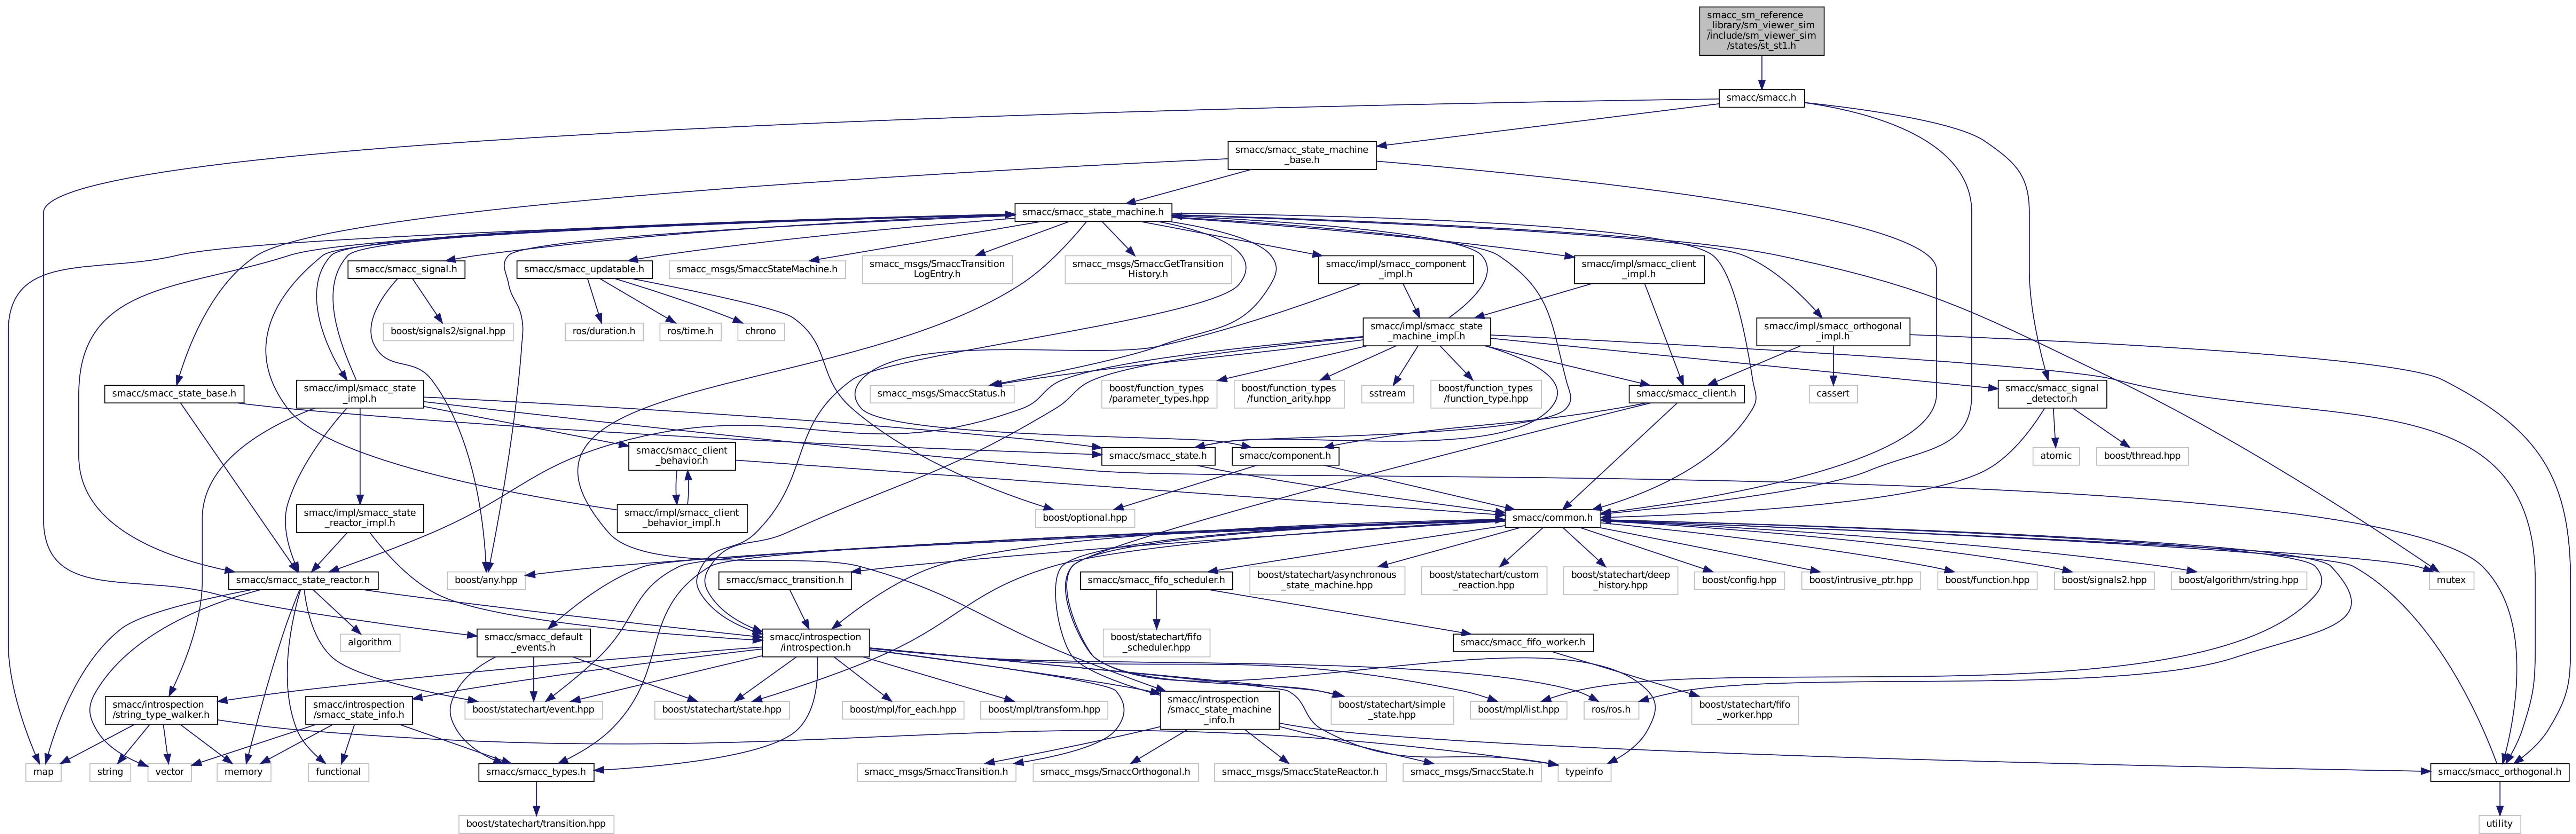 smacc_sm_reference
_library/sm_viewer_sim
/include/sm_viewer_sim
/states/st_st1.h
smacc/smacc.h
smacc/smacc_state_machine
_base.h
smacc/smacc_state_machine.h
smacc/smacc_signal.h
smacc/smacc_updatable.h
smacc_msgs/SmaccStateMachine.h
smacc_msgs/SmaccTransition
LogEntry.h
smacc_msgs/SmaccGetTransition
History.h
smacc/impl/smacc_component
_impl.h
smacc/impl/smacc_client
_impl.h
boost/signals2/signal.hpp
ros/duration.h
ros/time.h
chrono
smacc/impl/smacc_state
_machine_impl.h
smacc/impl/smacc_orthogonal
_impl.h
smacc/smacc_state_base.h
smacc/impl/smacc_state
_impl.h
smacc_msgs/SmaccStatus.h
boost/function_types
/parameter_types.hpp
boost/function_types
/function_arity.hpp
sstream
boost/function_types
/function_type.hpp
smacc/smacc_client.h
cassert
smacc/smacc_signal
_detector.h
smacc/smacc_client
_behavior.h
smacc/smacc_state.h
smacc/component.h
atomic
boost/thread.hpp
smacc/impl/smacc_state
_reactor_impl.h
smacc/impl/smacc_client
_behavior_impl.h
boost/optional.hpp
smacc/common.h
smacc/smacc_state_reactor.h
boost/any.hpp
smacc/smacc_transition.h
smacc/smacc_fifo_scheduler.h
boost/statechart/asynchronous
_state_machine.hpp
boost/statechart/custom
_reaction.hpp
boost/statechart/deep
_history.hpp
boost/config.hpp
boost/intrusive_ptr.hpp
boost/function.hpp
boost/signals2.hpp
boost/algorithm/string.hpp
mutex
algorithm
smacc/smacc_default
_events.h
smacc/introspection
/introspection.h
boost/statechart/fifo
_scheduler.hpp
smacc/smacc_fifo_worker.h
smacc/introspection
/string_type_walker.h
smacc/introspection
/smacc_state_info.h
boost/statechart/event.hpp
boost/statechart/state.hpp
boost/mpl/for_each.hpp
boost/mpl/transform.hpp
smacc/introspection
/smacc_state_machine
_info.h
boost/statechart/simple
_state.hpp
boost/mpl/list.hpp
ros/ros.h
boost/statechart/fifo
_worker.hpp
map
string
vector
memory
functional
smacc/smacc_types.h
smacc_msgs/SmaccTransition.h
smacc_msgs/SmaccOrthogonal.h
smacc_msgs/SmaccStateReactor.h
smacc_msgs/SmaccState.h
typeinfo
smacc/smacc_orthogonal.h
boost/statechart/transition.hpp
utility